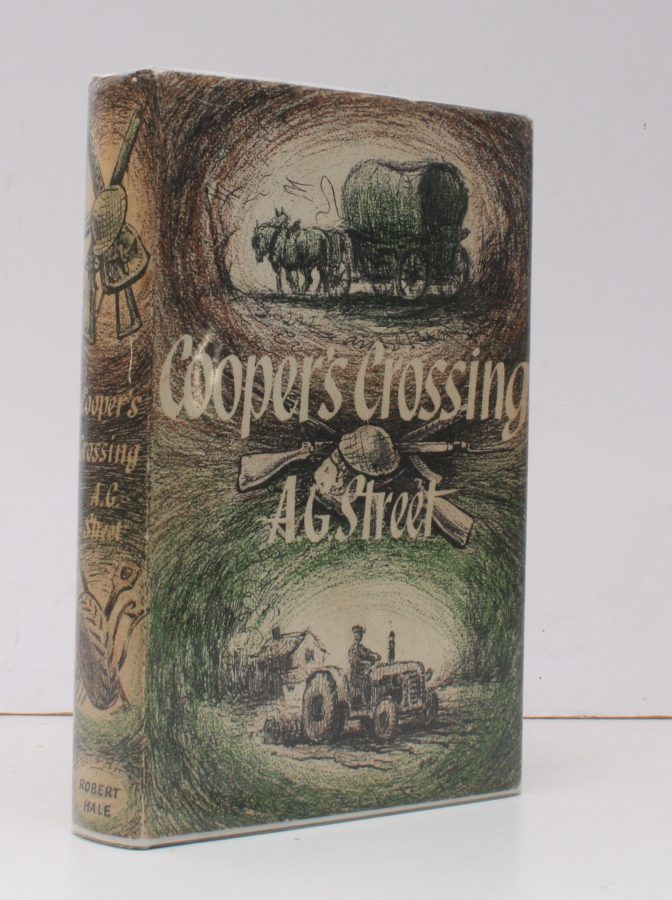 Cooper's Crossing
A.G. Street
Cooper's
Crossing
A.G.
Street
ROBERT
HALE